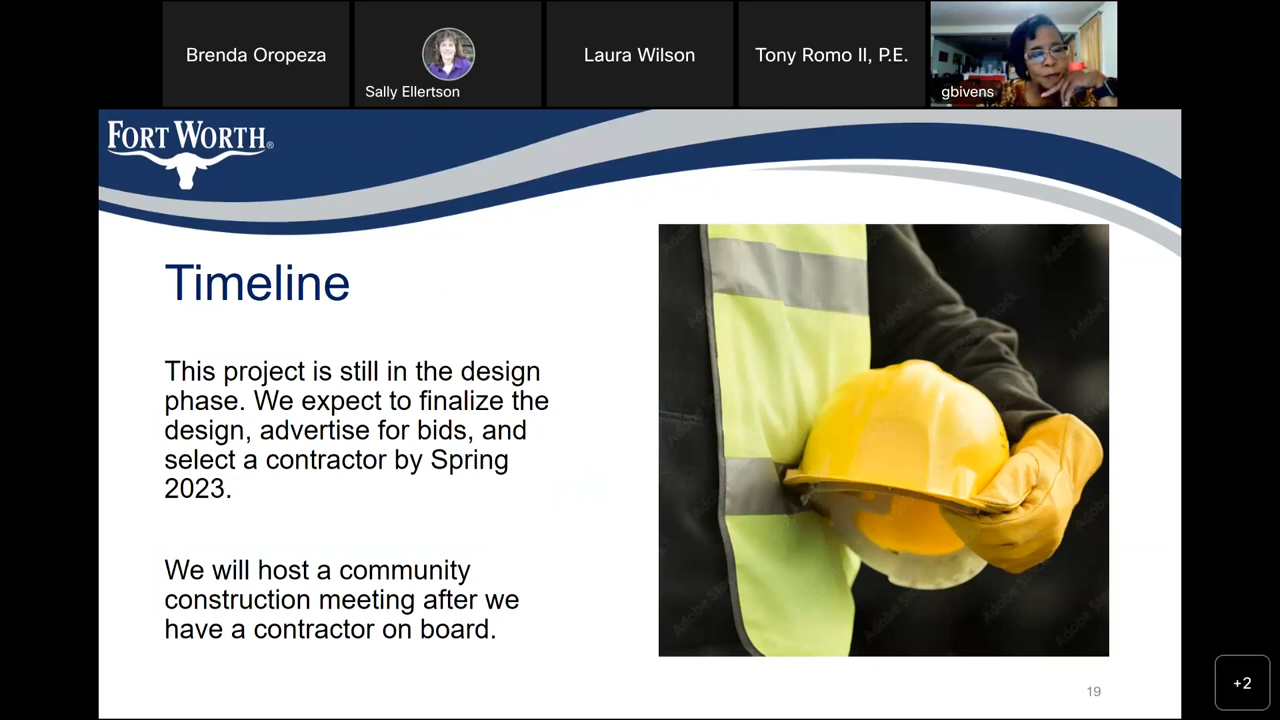 Brenda Oropeza
Sally Ellertson
Laura Wilson
Tony Romo II, P.E.
gbivens
FORT WORTH®
Timeline
This project is still in the design
phase. We expect to finalize the
design, advertise for bids, and
select a contractor by Spring
2023.
We will host a community
construction meeting after we
have a contractor on board.
19
+2